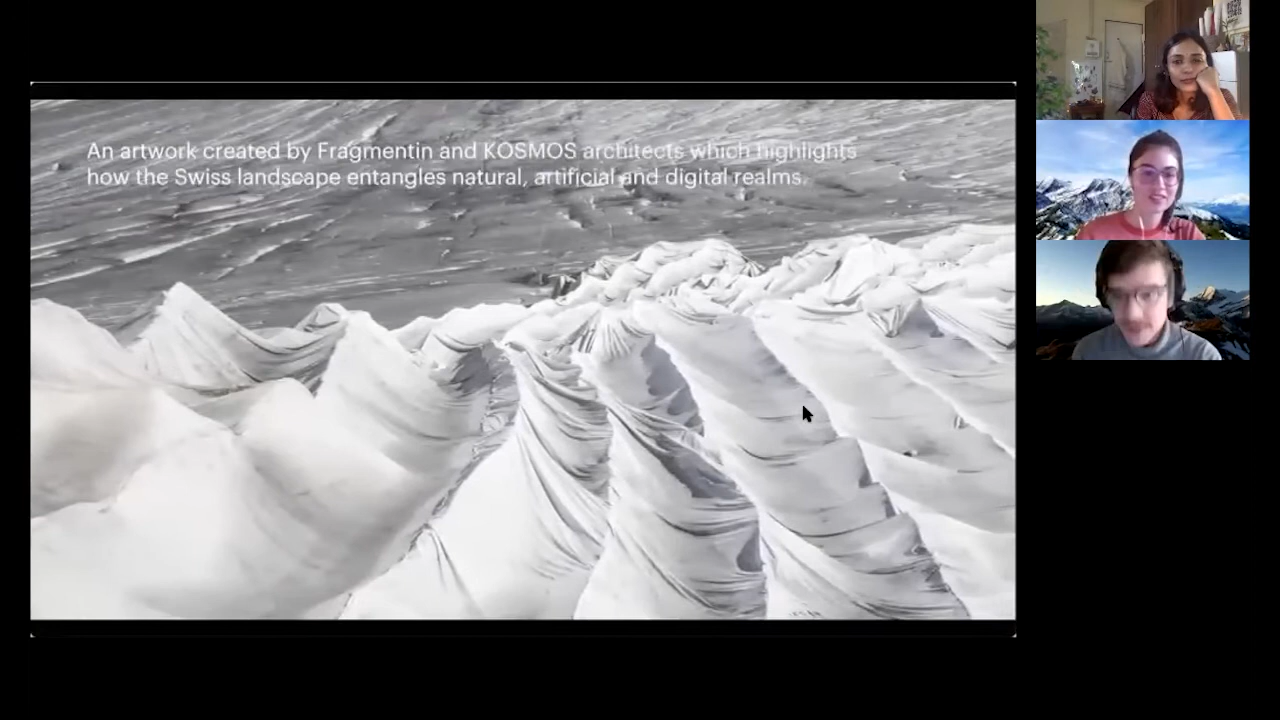 An artwork created by Fragmentin and KOSMOS architects which highlights
how the Swiss landscape entangles natural, artificial and digital realms.